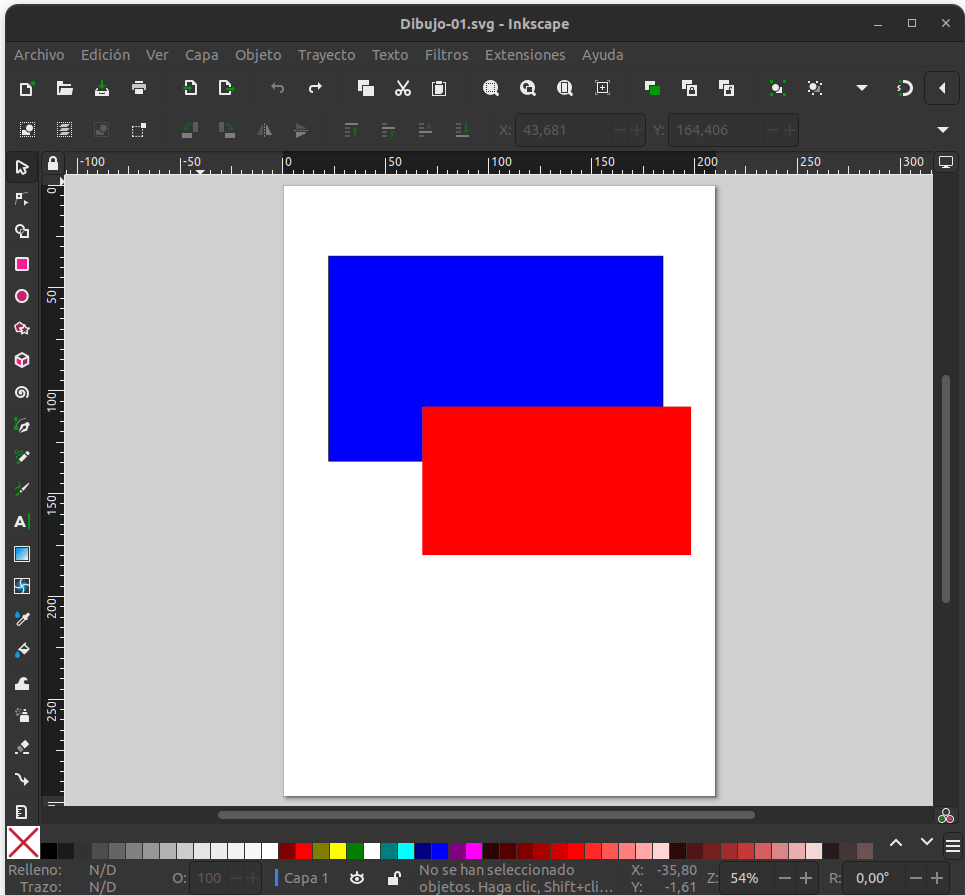 Dibujo-01.svg - Inkscape
Archivo Edición Ver Capa Objeto Trayecto Texto Filtros Extensiones Ayuda
X: 43,681 Y: 164,406
-100 -50 0 50 100 150 200 250 300
0
50
100
150
200
250
A
Relleno: N/D
Trazo: N/D
O: 100
Capa 1
No se han seleccionado
objetos. Haga clic, Shift+cli...
X: -35,80
Y: -1,61
Z: 54%
R: 0,00°